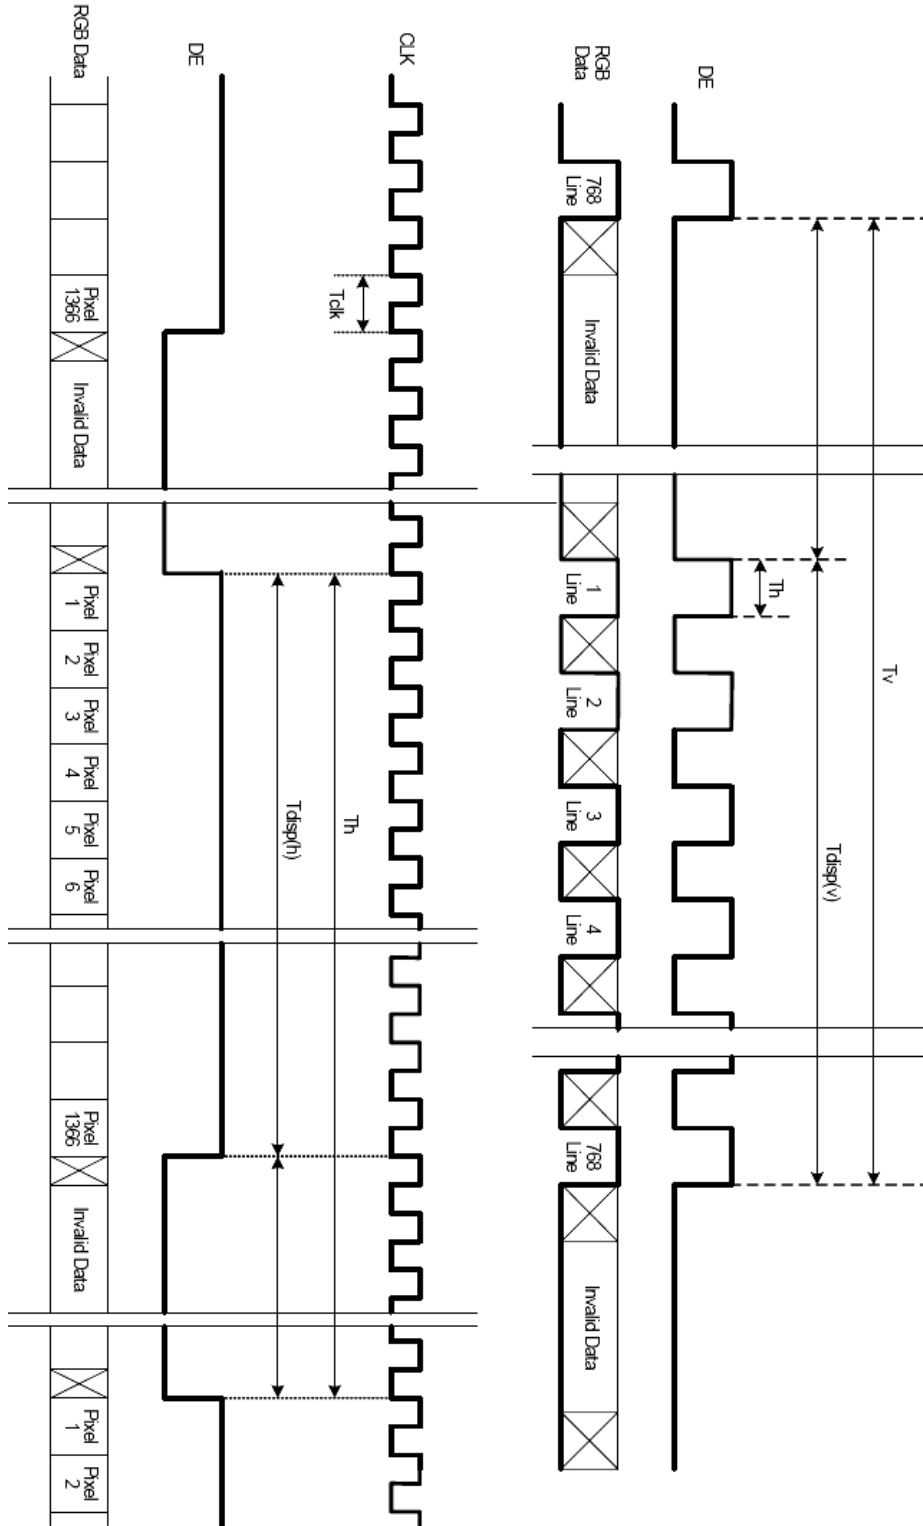 Tv
Tdisp(v)
Th
DE
RGB
Data
768
Line
Invalid Data
1
Line
2
Line
3
Line
4
Line
768
Line
Invalid Data
CLK
Tclk
Th
Tdisp(h)
DE
RGB Data
Pixel
1366
Invalid Data
Pixel
1
Pixel
2
Pixel
3
Pixel
4
Pixel
5
Pixel
6
Pixel
1366
Invalid Data
Pixel
1
Pixel
2